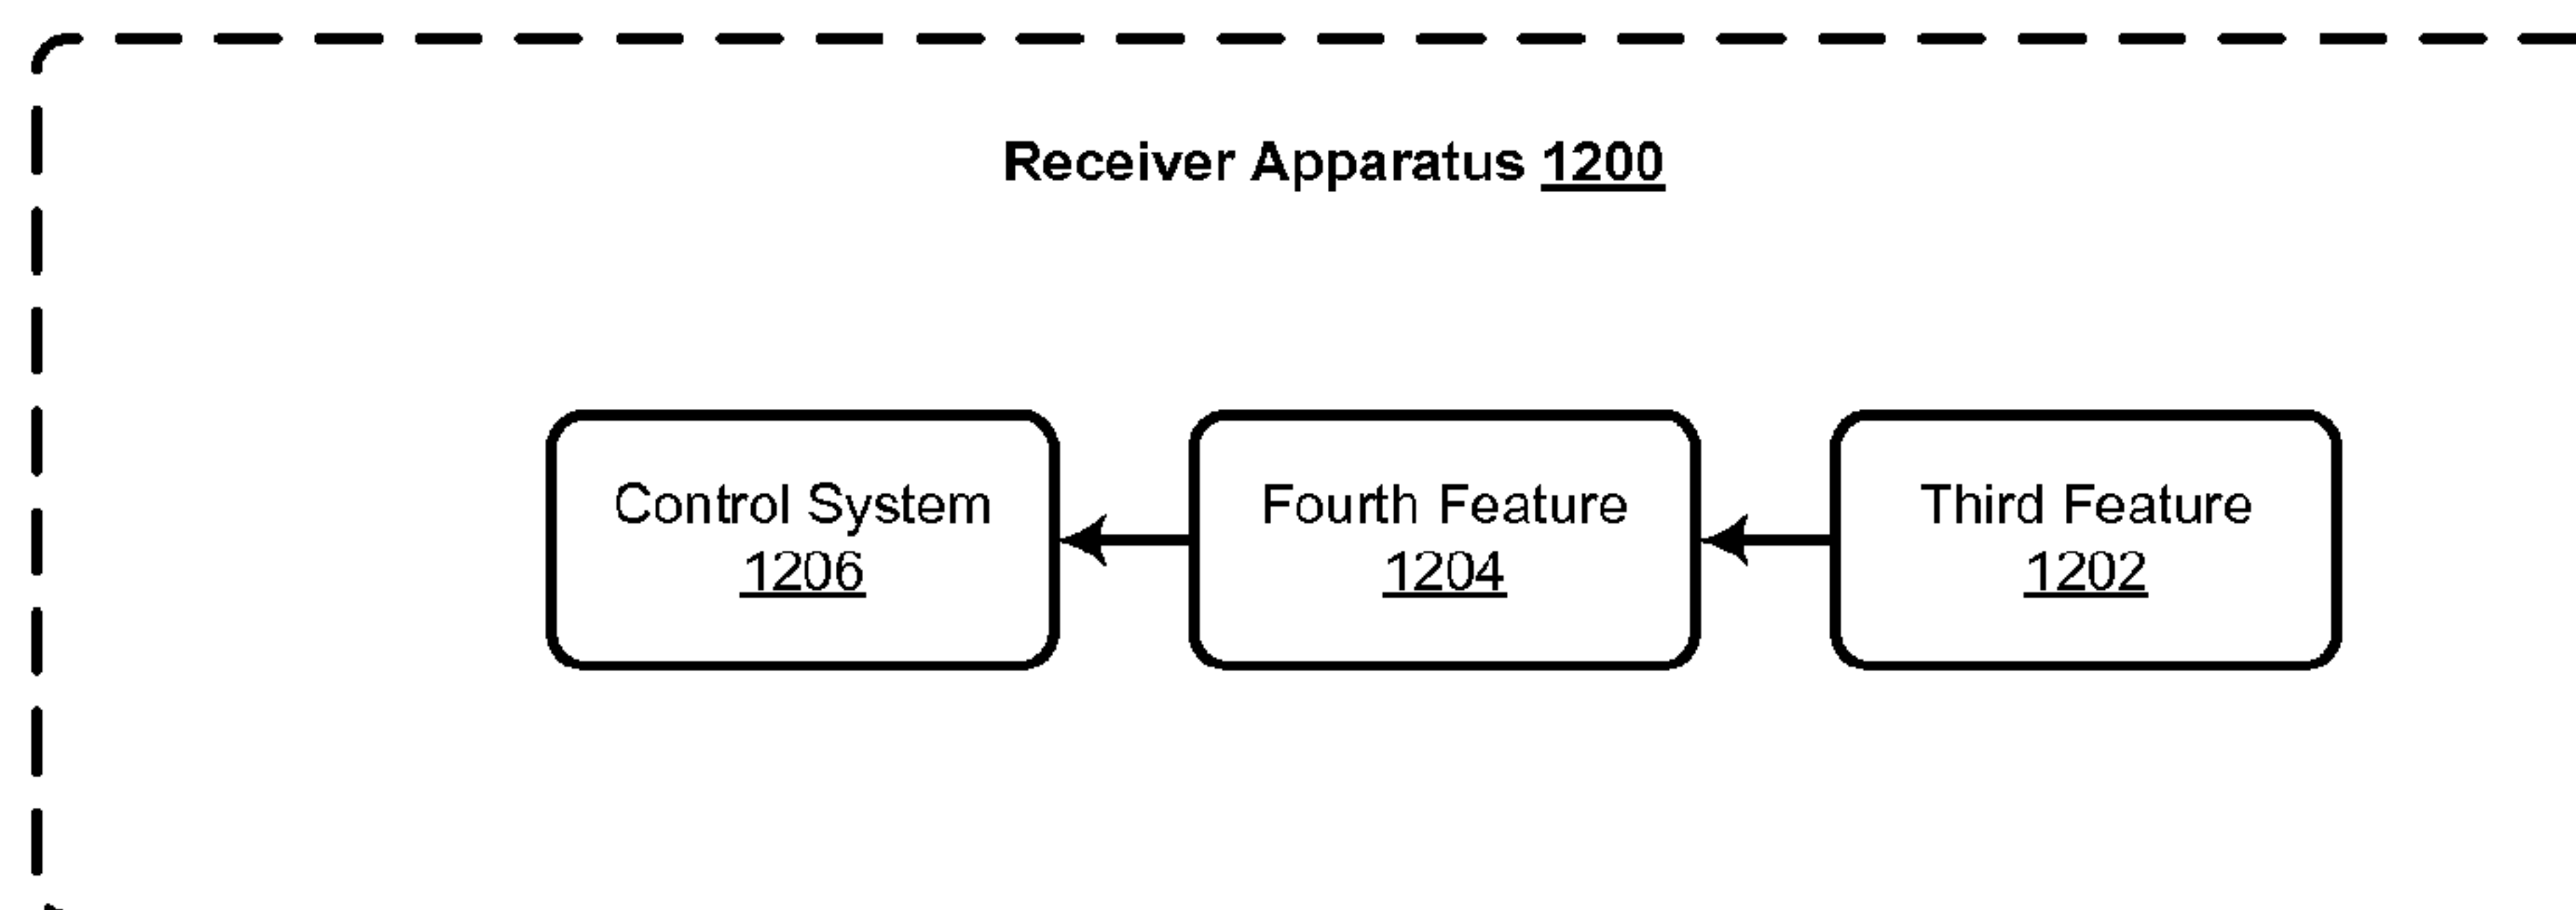 Receiver Apparatus 1200
Control System
1206
Fourth Feature
1204
Third Feature
1202